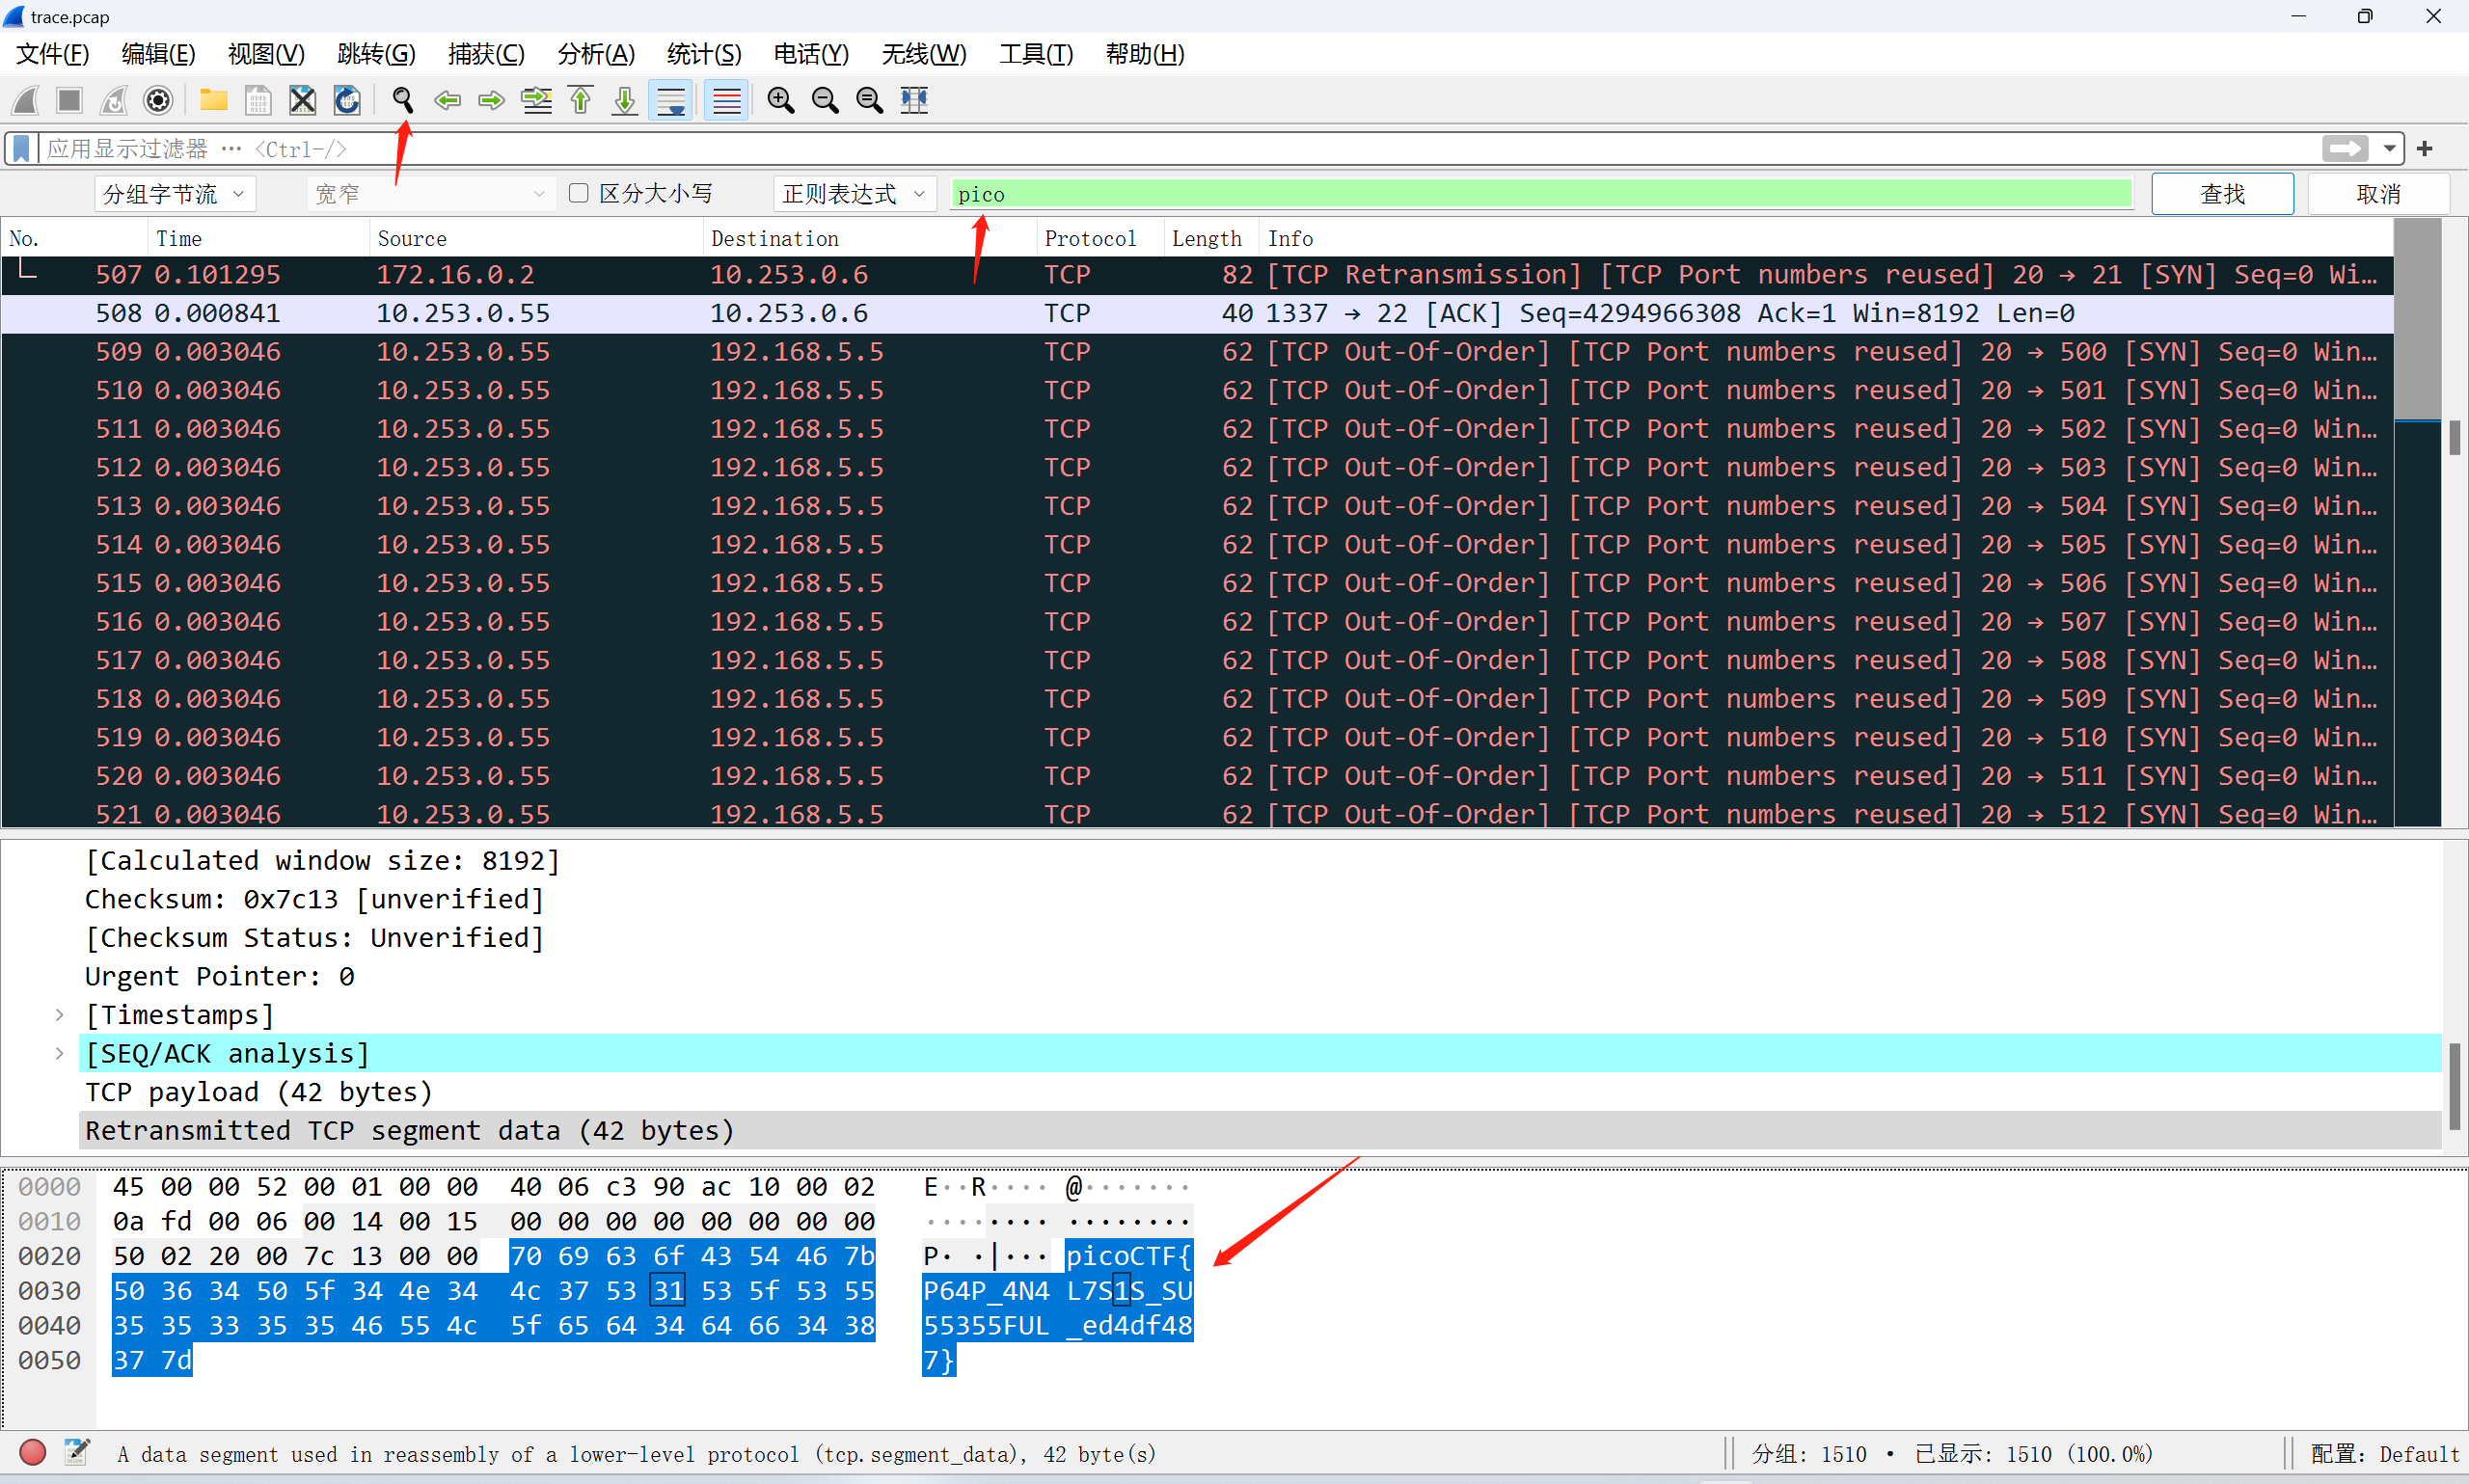 trace.pcap
文件(F) 编辑(E) 视图(V) 跳转(G) 捕获(C) 分析(A) 统计(S) 电话(Y) 无线(W) 工具(T) 帮助(H)
应用显示过滤器 … <Ctrl-/>
分组字节流 宽窄 区分大小写 正则表达式 pico 查找 取消
No. Time Source Destination Protocol Length Info
507 0.101295 172.16.0.2 10.253.0.6 TCP 82 [TCP Retransmission] [TCP Port numbers reused] 20 → 21 [SYN] Seq=0 Wi…
508 0.000841 10.253.0.55 10.253.0.6 TCP 40 1337 → 22 [ACK] Seq=4294966308 Ack=1 Win=8192 Len=0
509 0.003046 10.253.0.55 192.168.5.5 TCP 62 [TCP Out-Of-Order] [TCP Port numbers reused] 20 → 500 [SYN] Seq=0 Win…
510 0.003046 10.253.0.55 192.168.5.5 TCP 62 [TCP Out-Of-Order] [TCP Port numbers reused] 20 → 501 [SYN] Seq=0 Win…
511 0.003046 10.253.0.55 192.168.5.5 TCP 62 [TCP Out-Of-Order] [TCP Port numbers reused] 20 → 502 [SYN] Seq=0 Win…
512 0.003046 10.253.0.55 192.168.5.5 TCP 62 [TCP Out-Of-Order] [TCP Port numbers reused] 20 → 503 [SYN] Seq=0 Win…
513 0.003046 10.253.0.55 192.168.5.5 TCP 62 [TCP Out-Of-Order] [TCP Port numbers reused] 20 → 504 [SYN] Seq=0 Win…
514 0.003046 10.253.0.55 192.168.5.5 TCP 62 [TCP Out-Of-Order] [TCP Port numbers reused] 20 → 505 [SYN] Seq=0 Win…
515 0.003046 10.253.0.55 192.168.5.5 TCP 62 [TCP Out-Of-Order] [TCP Port numbers reused] 20 → 506 [SYN] Seq=0 Win…
516 0.003046 10.253.0.55 192.168.5.5 TCP 62 [TCP Out-Of-Order] [TCP Port numbers reused] 20 → 507 [SYN] Seq=0 Win…
517 0.003046 10.253.0.55 192.168.5.5 TCP 62 [TCP Out-Of-Order] [TCP Port numbers reused] 20 → 508 [SYN] Seq=0 Win…
518 0.003046 10.253.0.55 192.168.5.5 TCP 62 [TCP Out-Of-Order] [TCP Port numbers reused] 20 → 509 [SYN] Seq=0 Win…
519 0.003046 10.253.0.55 192.168.5.5 TCP 62 [TCP Out-Of-Order] [TCP Port numbers reused] 20 → 510 [SYN] Seq=0 Win…
520 0.003046 10.253.0.55 192.168.5.5 TCP 62 [TCP Out-Of-Order] [TCP Port numbers reused] 20 → 511 [SYN] Seq=0 Win…
521 0.003046 10.253.0.55 192.168.5.5 TCP 62 [TCP Out-Of-Order] [TCP Port numbers reused] 20 → 512 [SYN] Seq=0 Win…
[Calculated window size: 8192]
Checksum: 0x7c13 [unverified]
[Checksum Status: Unverified]
Urgent Pointer: 0
[Timestamps]
[SEQ/ACK analysis]
TCP payload (42 bytes)
Retransmitted TCP segment data (42 bytes)
0000 45 00 00 52 00 01 00 00 40 06 c3 90 ac 10 00 02 E··R···· @·······
0010 0a fd 00 06 00 14 00 15 00 00 00 00 00 00 00 00 ········ ········
0020 50 02 20 00 7c 13 00 00 70 69 63 6f 43 54 46 7b P· ·|··· picoCTF{
0030 50 36 34 50 5f 34 4e 34 4c 37 53 31 53 5f 53 55 P64P_4N4 L7S1S_SU
0040 35 35 33 35 35 46 55 4c 5f 65 64 34 64 66 34 38 55355FUL _ed4df48
0050 37 7d 7}
A data segment used in reassembly of a lower-level protocol (tcp.segment_data), 42 byte(s) 分组: 1510 · 已显示: 1510 (100.0%) 配置: Default